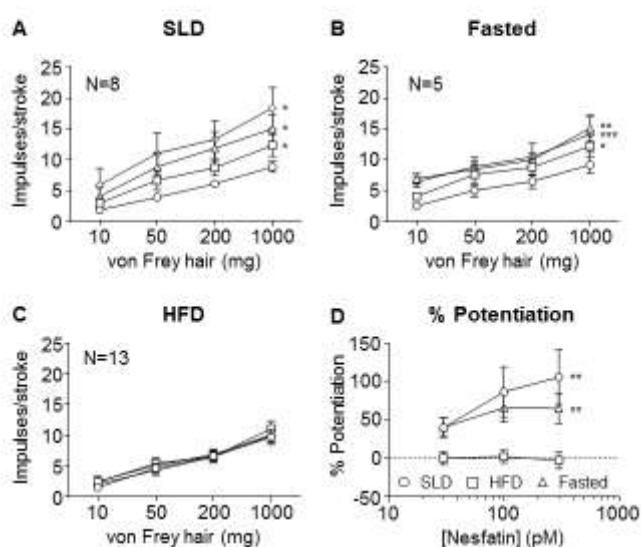 A SLD
Impulses/stroke
25
20
15
10
5
0
N=8
*
*
*
10 50 200 1000
von Frey hair (mg)
B Fasted
Impulses/stroke
25
20
15
10
5
0
N=5
**
***
*
10 50 200 1000
von Frey hair (mg)
C HFD
Impulses/stroke
25
20
15
10
5
0
N=13
10 50 200 1000
von Frey hair (mg)
D % Potentiation
% Potentiation
150
100
50
0
-50
**
**
SLD HFD Fasted
10 100 1000
[Nesfatin] (pM)